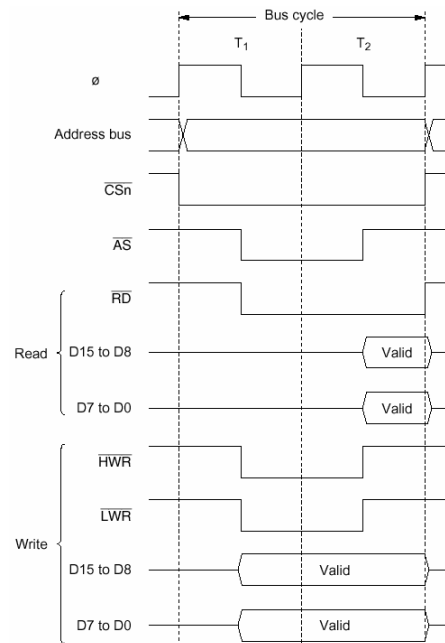 Bus cycle
T1 T2
ø
Address bus
CSn
AS
RD
Read D15 to D8 Valid
D7 to D0 Valid
HWR
LWR
Write
D15 to D8 Valid
D7 to D0 Valid